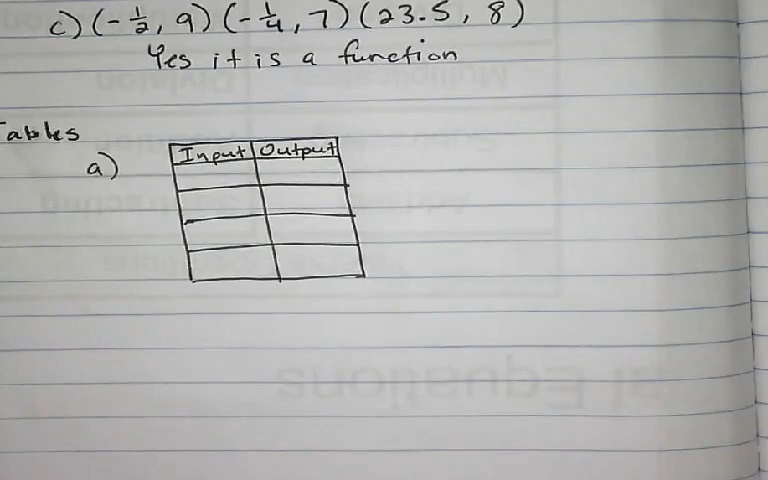 c) (-1/2, 9) (-1/4, 7) (23.5, 8)
Yes it is a function
Tables
a)
Input Output